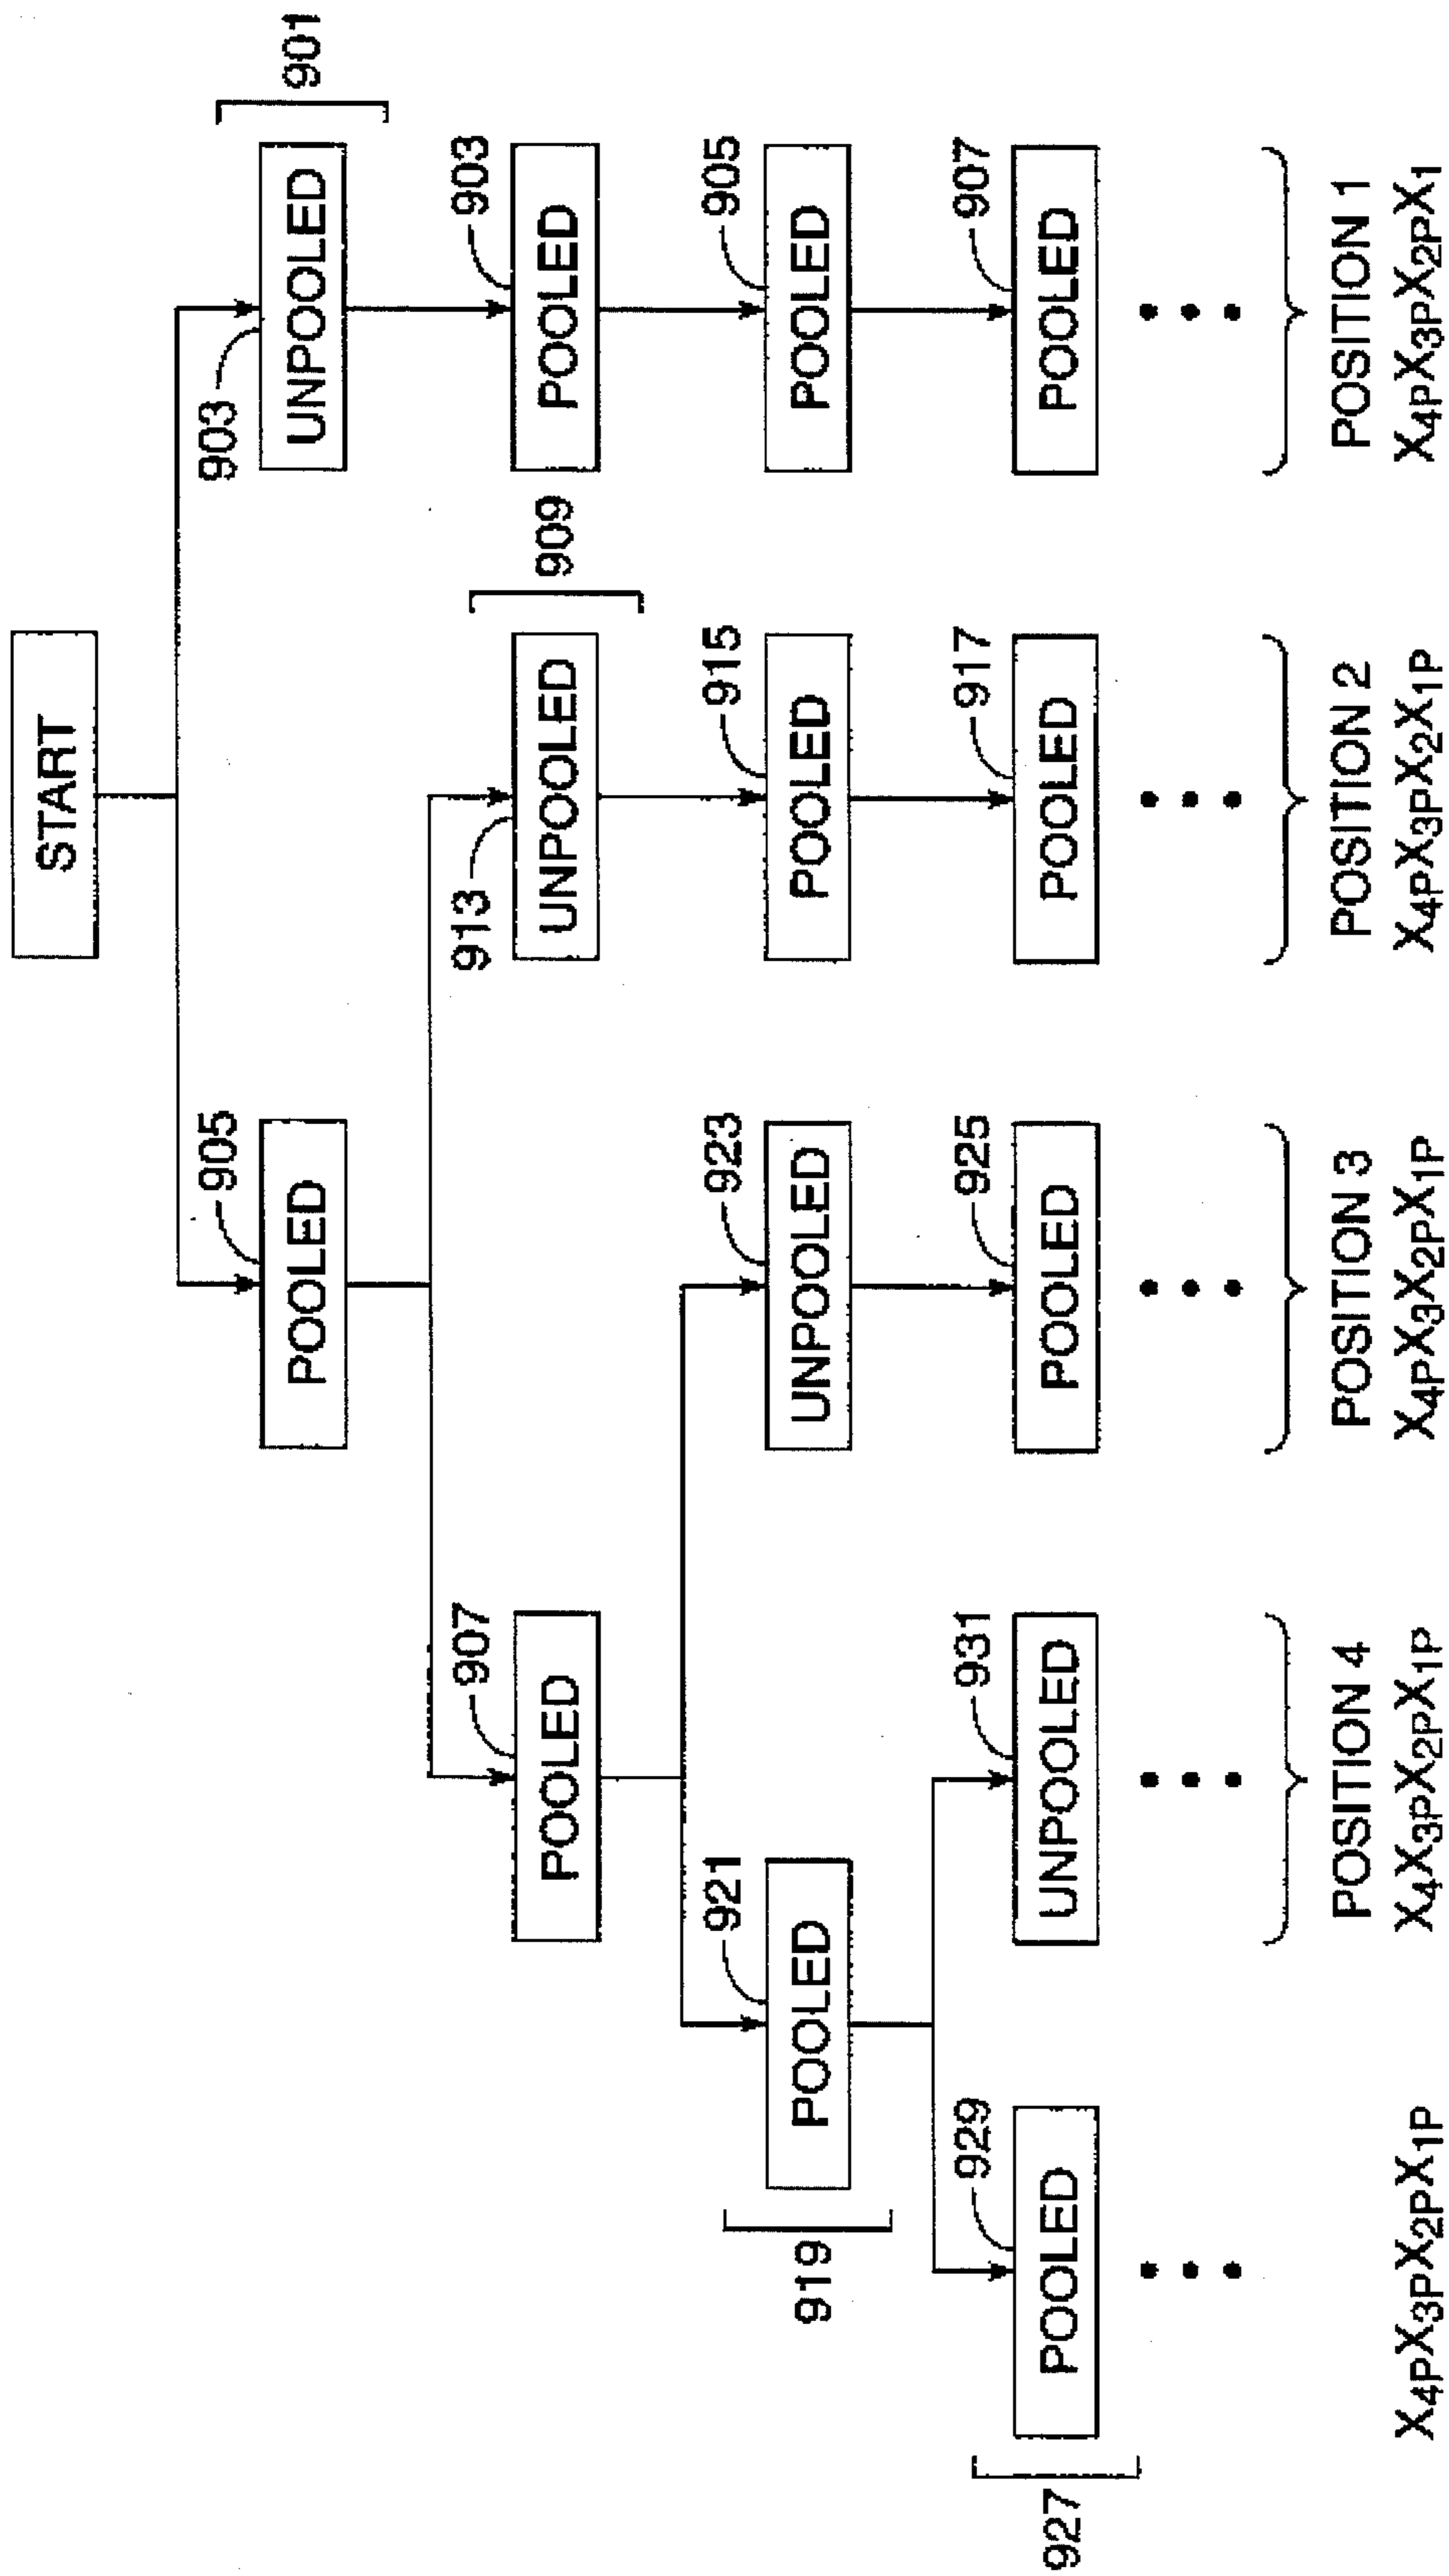 START
901
905
POOLED
903
UNPOOLED
907
POOLED
913
UNPOOLED
909
903
POOLED
919
921
POOLED
923
UNPOOLED
915
POOLED
905
POOLED
927
929
POOLED
931
UNPOOLED
925
POOLED
917
POOLED
907
POOLED
POSITION 4
POSITION 3
POSITION 2
POSITION 1
X4PX3PX2PX1P
X4X3PX2PX1P
X4PX3X2PX1P
X4PX3PX2X1P
X4PX3PX2PX1